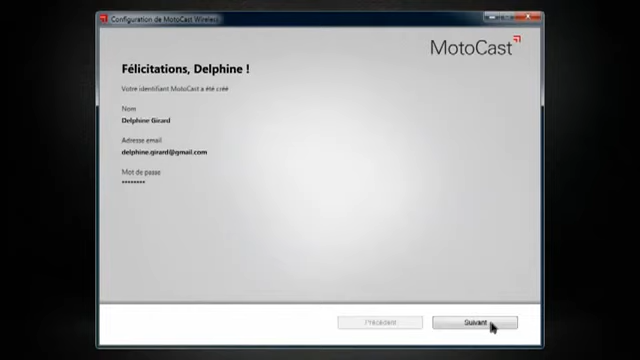 Configuration de MotoCast Wireless
MotoCast
Félicitations, Delphine !
Votre identifiant MotoCast a été créé
Nom
Delphine Girard
Adresse email
delphine.girard@gmail.com
Mot de passe
********
Précédent
Suivant